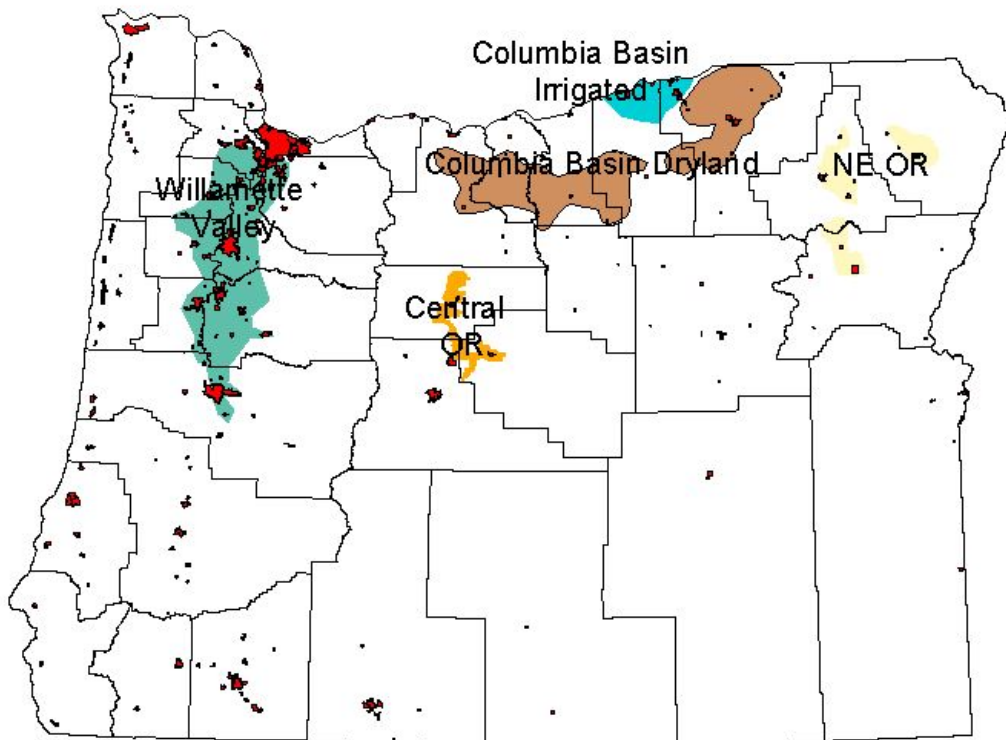 Columbia Basin
Irrigated
Columbia Basin Dryland
NE OR
Willamette
Valley
Central
OR